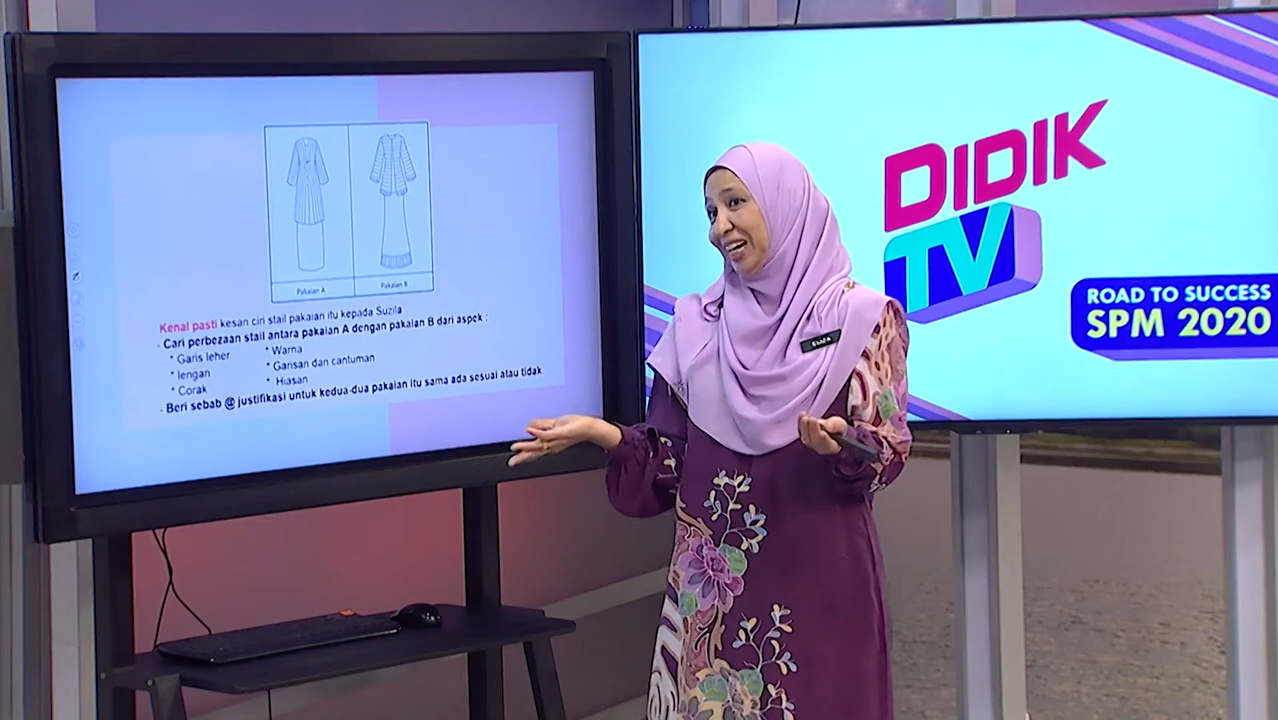 Pakaian A
Pakaian B
Kenal pasti kesan ciri stail pakaian itu kepada Suzila
- Cari perbezaan stail antara pakaian A dengan pakaian B dari aspek :
* Garis leher * Warna
* lengan * Garisan dan cantuman
* Corak * Hiasan
- Beri sebab @ justifikasi untuk kedua-dua pakaian itu sama ada sesuai atau tidak.
DIDIK
TV
ROAD TO SUCCESS
SPM 2020